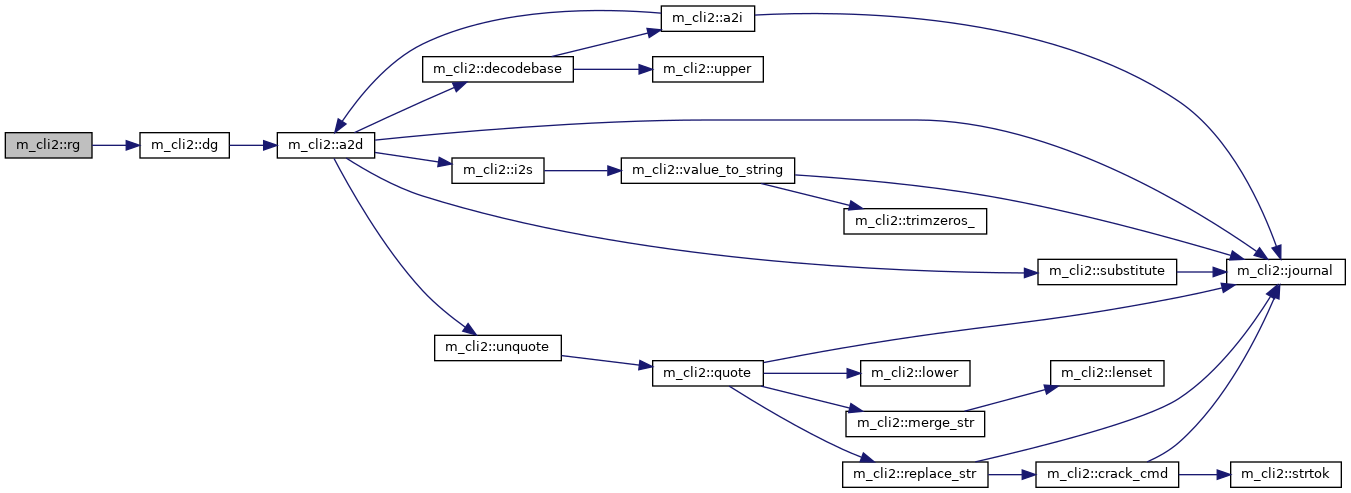 m_cli2::rg
m_cli2::dg
m_cli2::a2d
m_cli2::decodebase
m_cli2::a2i
m_cli2::upper
m_cli2::i2s
m_cli2::value_to_string
m_cli2::trimzeros_
m_cli2::substitute
m_cli2::journal
m_cli2::unquote
m_cli2::quote
m_cli2::lower
m_cli2::merge_str
m_cli2::lenset
m_cli2::replace_str
m_cli2::crack_cmd
m_cli2::strtok